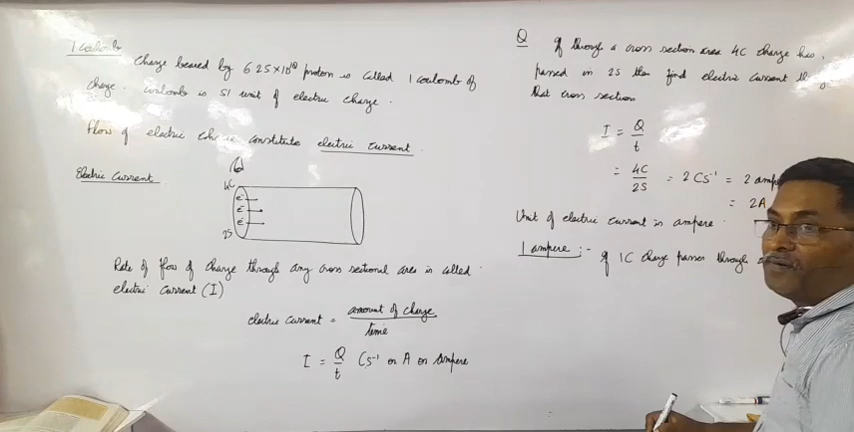 1 Coulomb
Charge beared by 6.25×10¹⁸ proton is called 1 coulomb of
charge. Coulomb is SI unit of electric charge.
Flow of electric constitute electric current.
Electric Current
4C
e⁻
e⁻
e⁻
2S
Rate of flow of charge through any cross sectional area is called
electric current (I)
electric current = amount of charge
time
I = Q/t Cs⁻¹ or A or Ampere
Q If through a cross section area 4C charge has
passed in 2S then find electric current
that cross section
I = Q/t
= 4C/2S = 2 Cs⁻¹ = 2 amp
= 2A
Unit of electric current is ampere.
1 ampere :- If 1C charge passes through